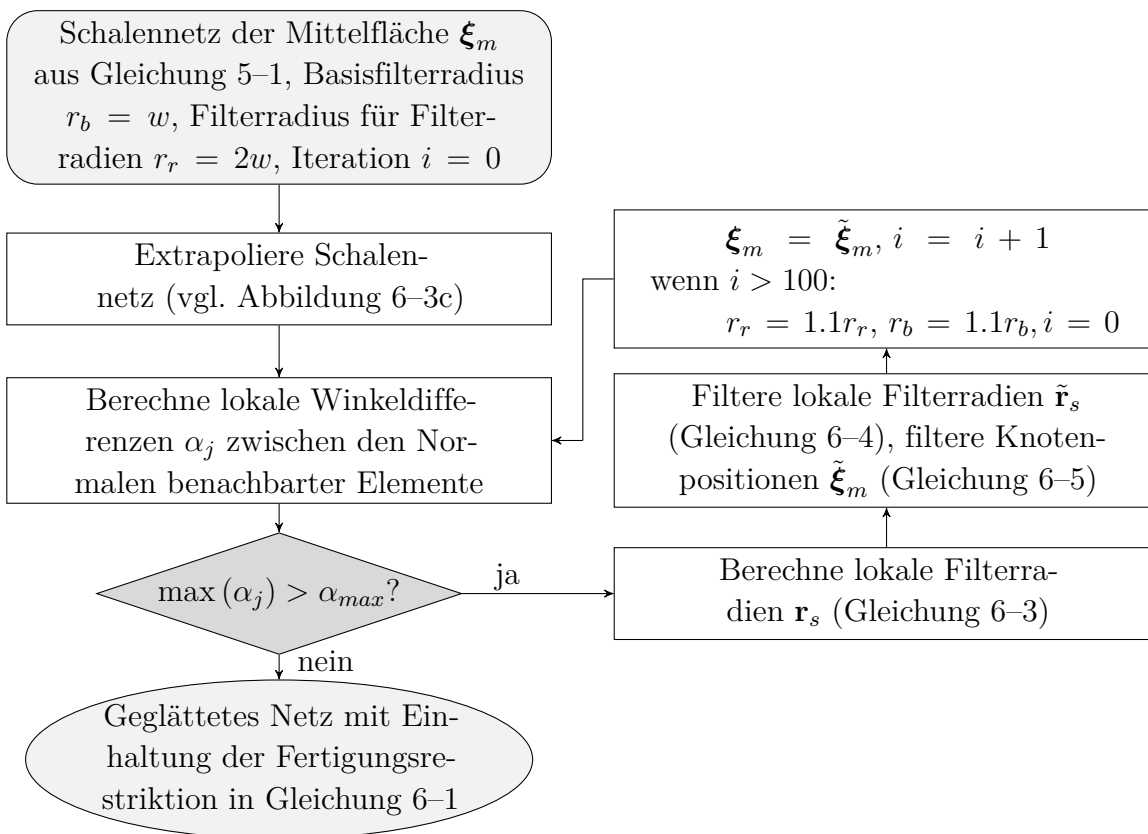 Schalennetz der Mittelfläche 𝝃ₘ
aus Gleichung 5–1, Basisfilterradius
r_b = w, Filterradius für Filter-
radien r_r = 2w, Iteration i = 0
Extrapoliere Schalen-
netz (vgl. Abbildung 6–3c)
Berechne lokale Winkeldiffe-
renzen α_j zwischen den Nor-
malen benachbarter Elemente
max (α_j) > α_max?
ja
nein
Geglättetes Netz mit Ein-
haltung der Fertigungsre-
striktion in Gleichung 6–1
Berechne lokale Filterra-
dien 𝐫_s (Gleichung 6–3)
Filtere lokale Filterradien 𝐫̃_s
(Gleichung 6–4), filtere Knoten-
positionen 𝝃̃ₘ (Gleichung 6–5)
𝝃ₘ = 𝝃̃ₘ, i = i + 1
wenn i > 100:
r_r = 1.1r_r, r_b = 1.1r_b, i = 0